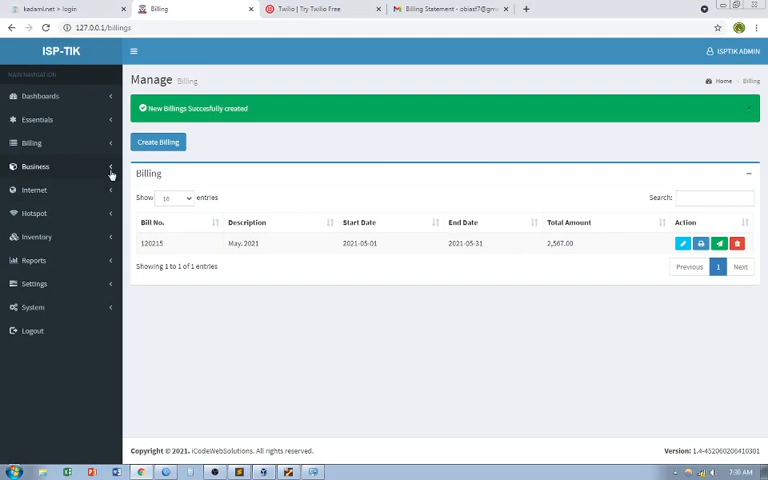 kadami.net > login
Billing
Twilio | Try Twilio Free
Billing Statement - obiasf7@gm
127.0.0.1/billings
ISP-TIK
ISPTIK ADMIN
MAIN NAVIGATION
Dashboards
Essentials
Billing
Business
Internet
Hotspot
Inventory
Reports
Settings
System
Logout
Manage Billing
Home > Billing
New Billings Succesfully created
Create Billing
Billing
Show 10 entries
Search:
Bill No. Description Start Date End Date Total Amount Action
120215 May. 2021 2021-05-01 2021-05-31 2,567.00
Showing 1 to 1 of 1 entries
Previous 1 Next
Copyright © 2021. iCodeWebSolutions. All rights reserved.
Version: 1.4-452000206410301
7:30 AM